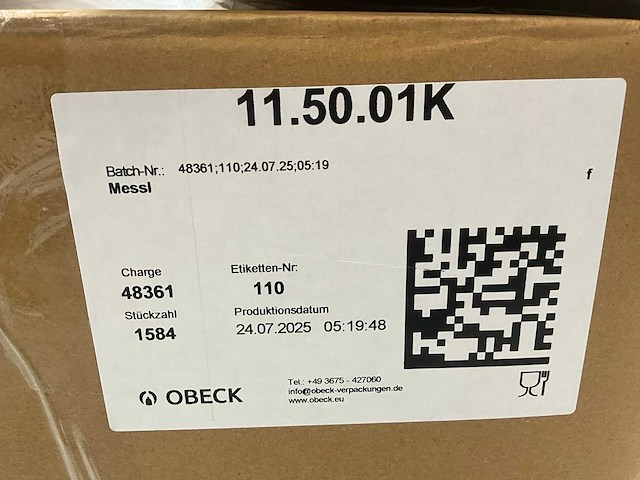 11.50.01K
Batch-Nr.: 48361;110;24.07.25;05:19
f
Messl
Charge
48361
Etiketten-Nr:
110
Stückzahl
1584
Produktionsdatum
24.07.2025 05:19:48
OBECK
Tel.: +49 3675 - 427060
info@obeck-verpackungen.de
www.obeck.eu